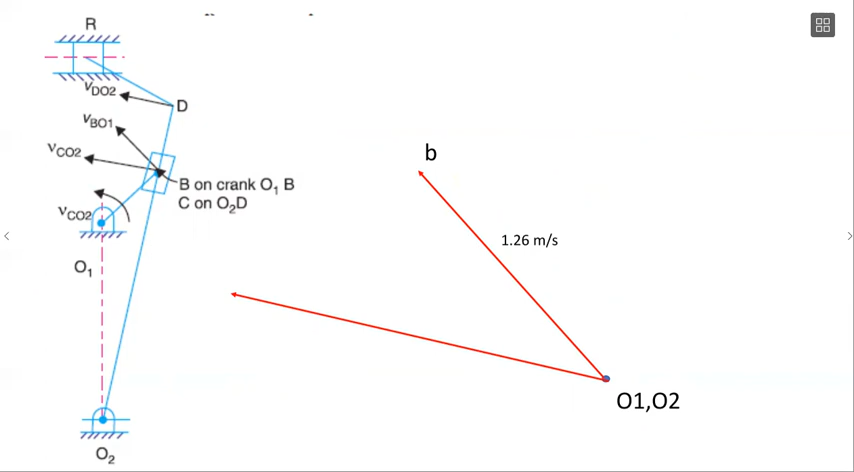 R
vDO2
D
vBO1
vCO2
B on crank O1 B
C on O2D
vCO2
O1
O2
b
1.26 m/s
O1,O2